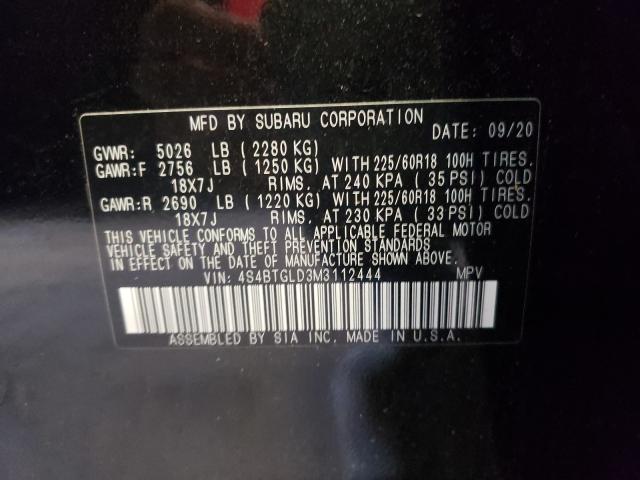 MFD BY SUBARU CORPORATION
DATE: 09/20
GVWR: 5026 LB (2280 KG)
GAWR:F 2756 LB (1250 KG) WITH 225/60R18 100H TIRES.
18X7J RIMS. AT 240 KPA (35 PSI) COLD
GAWR:R 2690 LB (1220 KG) WITH 225/60R18 100H TIRES.
18X7J RIMS. AT 230 KPA (33 PSI) COLD
THIS VEHICLE CONFORMS TO ALL APPLICABLE FEDERAL MOTOR
VEHICLE SAFETY AND THEFT PREVENTION STANDARDS
IN EFFECT ON THE DATE OF MANUFACTURE SHOWN ABOVE.
VIN: 4S4BTGLD3M3112444 MPV
ASSEMBLED BY SIA INC. MADE IN U.S.A.